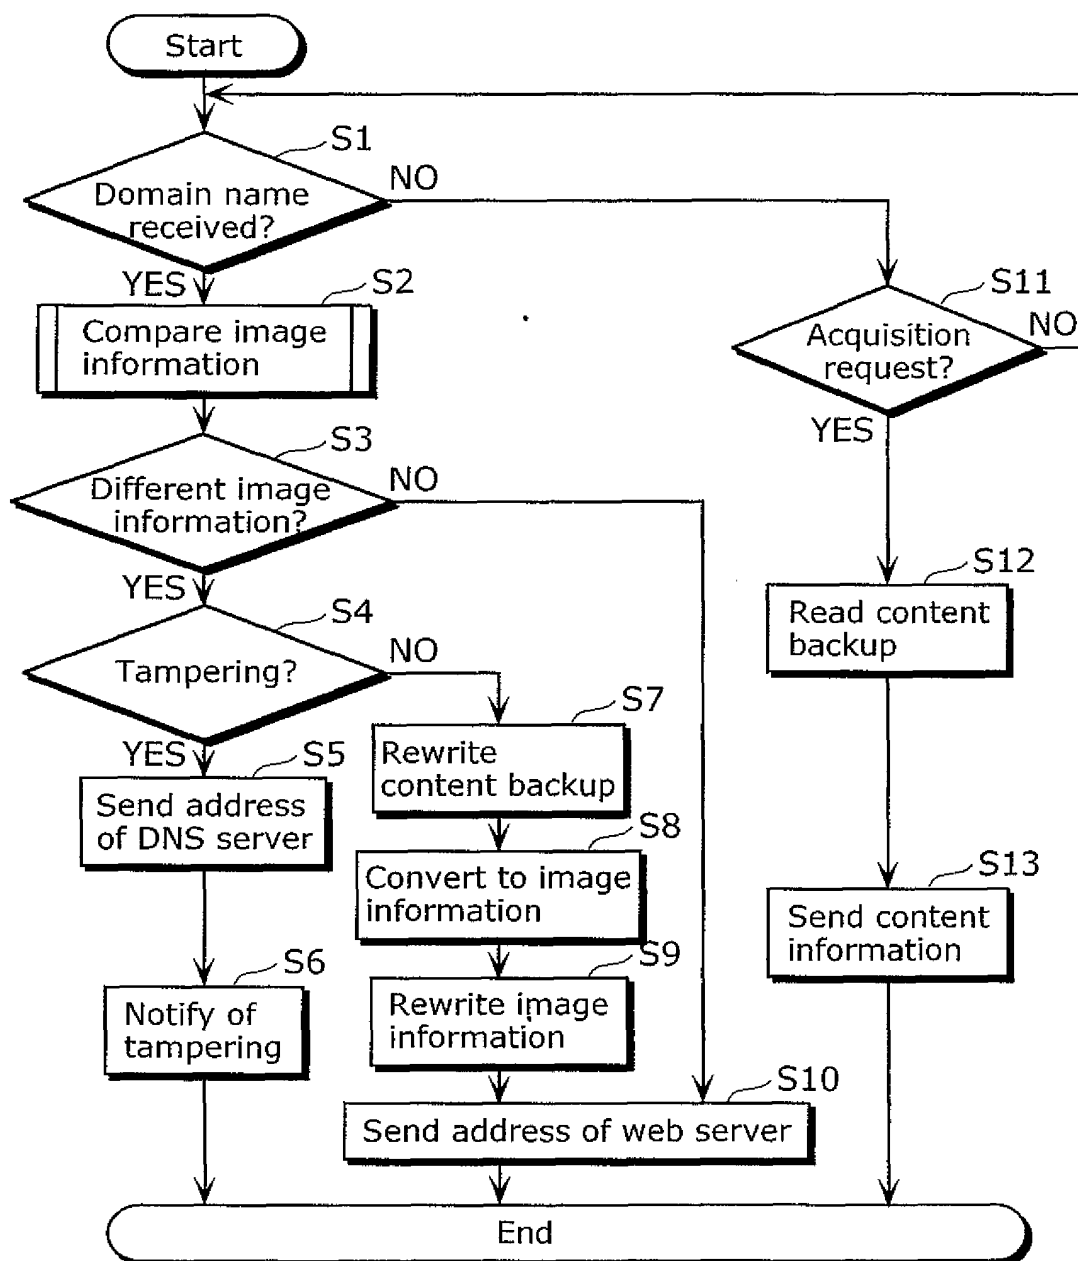 Start
S1
Domain name
received?
NO
YES
S2
Compare image
information
S11
Acquisition
request?
NO
YES
S3
Different image
information?
NO
YES
S4
Tampering?
NO
YES
S5
Send address
of DNS server
S6
Notify of
tampering
S7
Rewrite
content backup
S8
Convert to image
information
S9
Rewrite image
information
S10
Send address of web server
S12
Read content
backup
S13
Send content
information
End